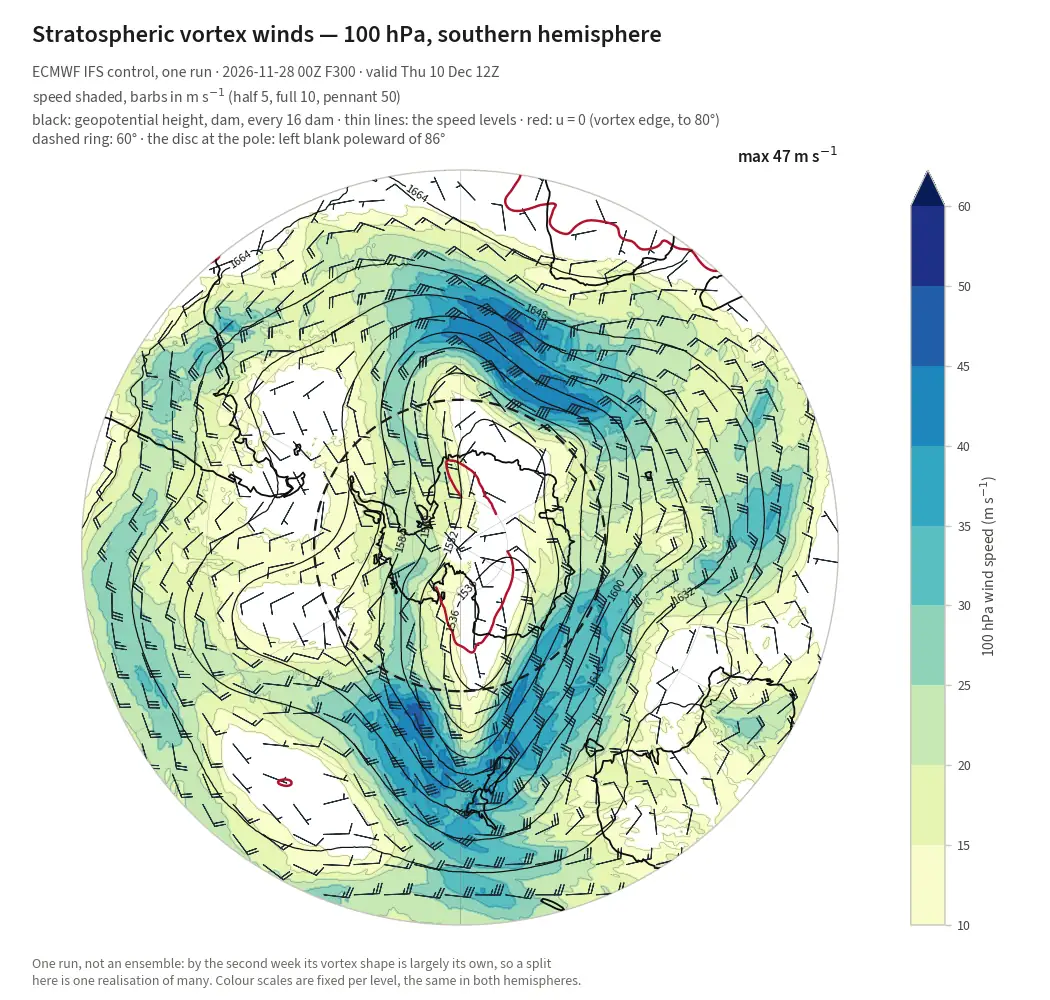 Stratospheric vortex winds — 100 hPa, southern hemisphere
ECMWF IFS control, one run · 2026-11-28 00Z F300 · valid Thu 10 Dec 12Z
speed shaded, barbs in m s⁻¹ (half 5, full 10, pennant 50)
black: geopotential height, dam, every 16 dam · thin lines: the speed levels · red: u = 0 (vortex edge, to 80°)
dashed ring: 60° · the disc at the pole: left blank poleward of 86°
max 47 m s⁻¹
1664
1664
1648
1552
1536
1600
1632
60
50
45
40
35
30
25
20
15
10
100 hPa wind speed (m s⁻¹)
One run, not an ensemble: by the second week its vortex shape is largely its own, so a split
here is one realisation of many. Colour scales are fixed per level, the same in both hemispheres.